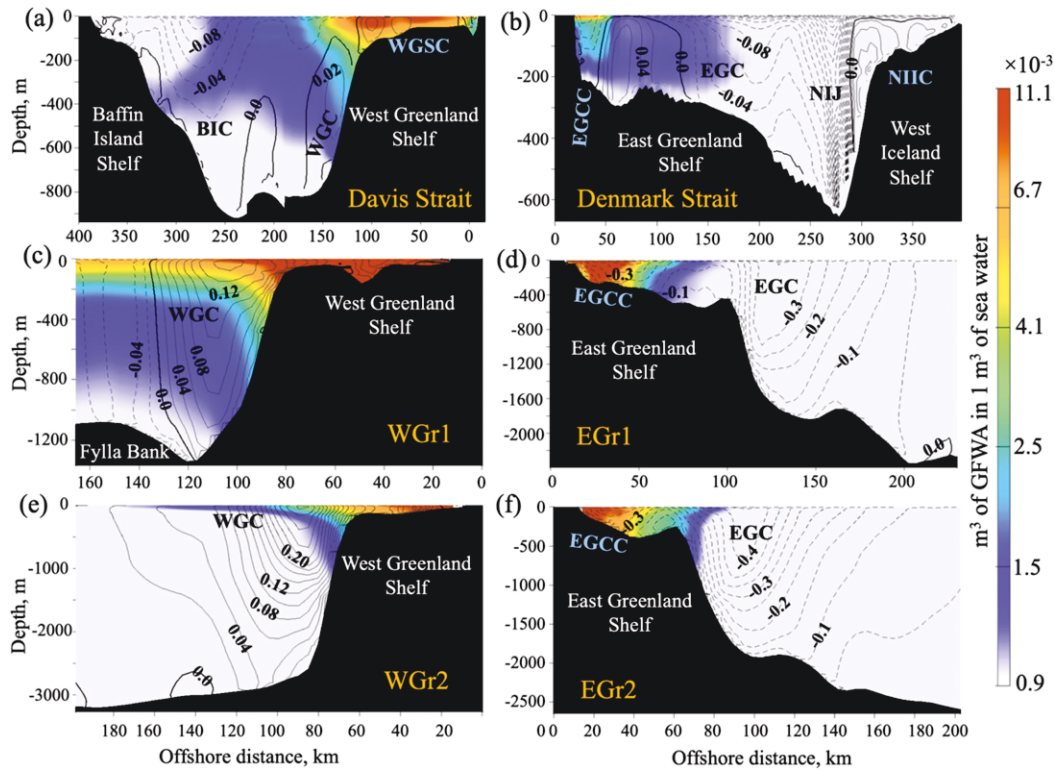 (a)
0
-200
-400
-600
-800
Depth, m
-0.08
-0.04
0.0
0.02
WGSC
BIC
WGC
Baffin
Island
Shelf
West Greenland
Shelf
Davis Strait
400 350 300 250 200 150 100 50 0
(b)
0
-200
-400
-600
0.04
0.0
-0.08
-0.04
0.0
EGC
EGCC
NIJ
NIIC
East Greenland
Shelf
West
Iceland
Shelf
Denmark Strait
0 50 100 150 200 250 300 350
(c)
0
-400
-800
-1200
Depth, m
0.12
WGC
-0.04
0.0
0.04
0.08
West Greenland
Shelf
Fylla Bank
WGr1
160 140 120 100 80 60 40 20 0
(d)
0
-400
-800
-1200
-1600
-2000
-0.3
-0.1
EGCC
EGC
-0.3
-0.2
-0.1
0.0
East Greenland
Shelf
EGr1
0 50 100 150 200
(e)
0
-1000
-2000
-3000
Depth, m
WGC
0.20
0.12
0.08
0.04
0.0
West Greenland
Shelf
WGr2
180 160 140 120 100 80 60 40 20 0
Offshore distance, km
(f)
0
-500
-1000
-1500
-2000
-2500
-0.3
EGCC
EGC
-0.4
-0.3
-0.2
-0.1
East Greenland
Shelf
EGr2
0 0 20 40 60 80 100 120 140 160 180 200
Offshore distance, km
×10⁻³
11.1
6.7
4.1
2.5
1.5
0.9
m³ of GFWA in 1 m³ of sea water